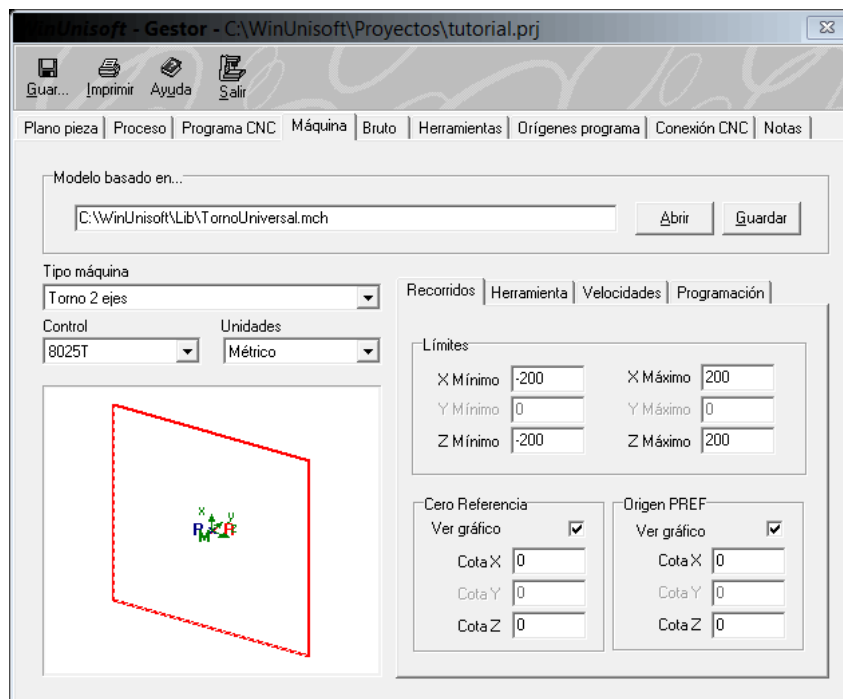 WinUnisoft - Gestor - C:\WinUnisoft\Proyectos\tutorial.prj
Guar... Imprimir Ayuda Salir
Plano pieza Proceso Programa CNC Máquina Bruto Herramientas Orígenes programa Conexión CNC Notas
Modelo basado en...
C:\WinUnisoft\Lib\TornoUniversal.mch Abrir Guardar
Tipo máquina
Torno 2 ejes
Control Unidades
8025T Métrico
X Y
R M R
Recorridos Herramienta Velocidades Programación
Límites
X Mínimo -200 X Máximo 200
Y Mínimo 0 Y Máximo 0
Z Mínimo -200 Z Máximo 200
Cero Referencia
Ver gráfico
Cota X 0
Cota Y 0
Cota Z 0
Origen PREF
Ver gráfico
Cota X 0
Cota Y 0
Cota Z 0